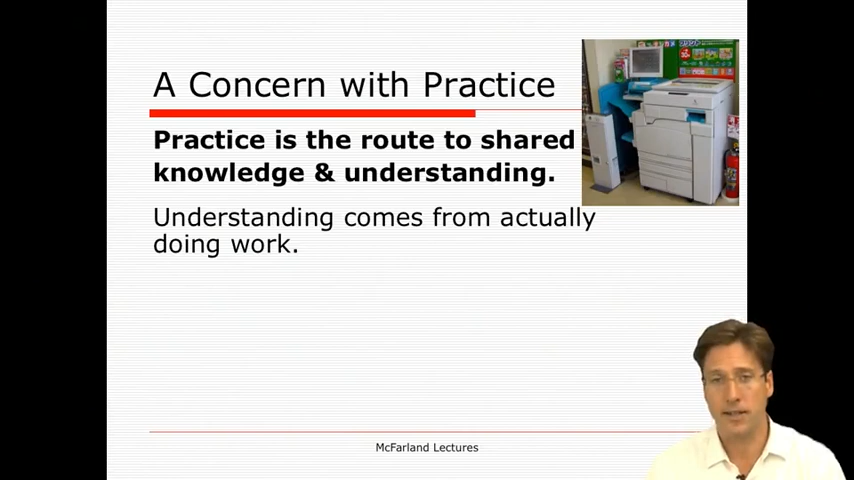 A Concern with Practice
Practice is the route to shared
knowledge & understanding.
Understanding comes from actually
doing work.
McFarland Lectures